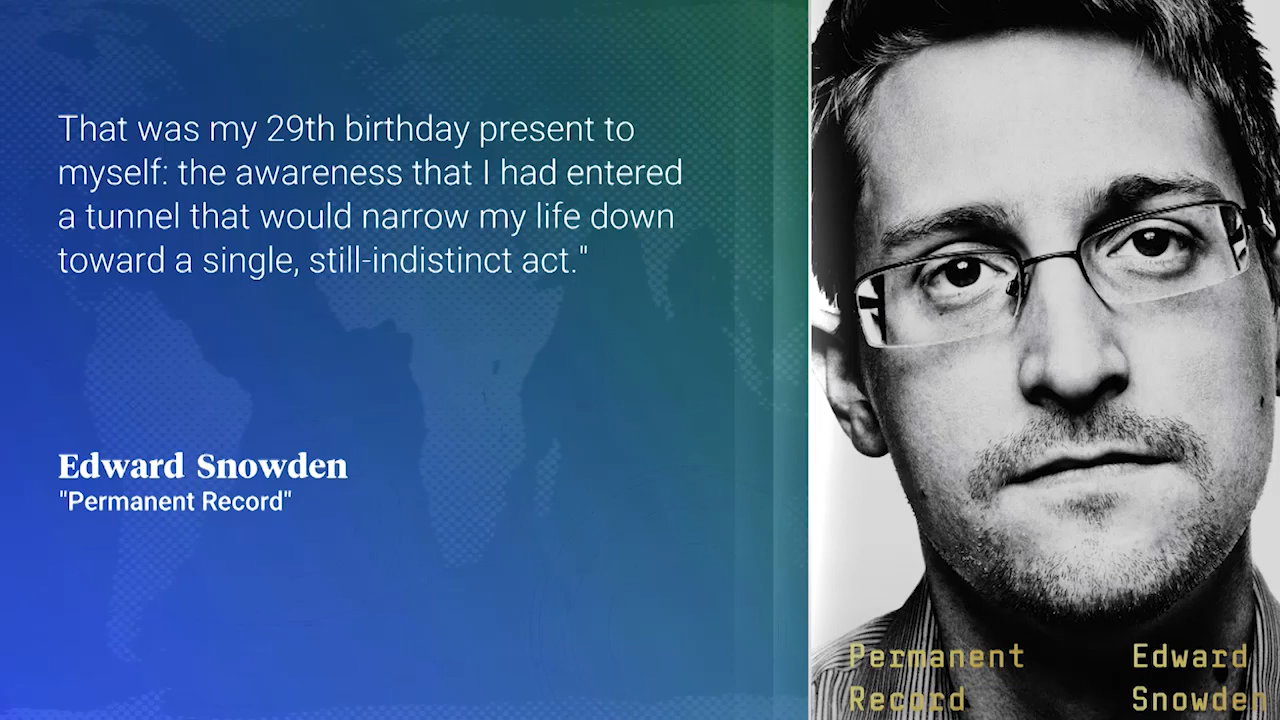 That was my 29th birthday present to
myself: the awareness that I had entered
a tunnel that would narrow my life down
toward a single, still-indistinct act."
Edward Snowden
"Permanent Record"
Permanent Edward
Record Snowden